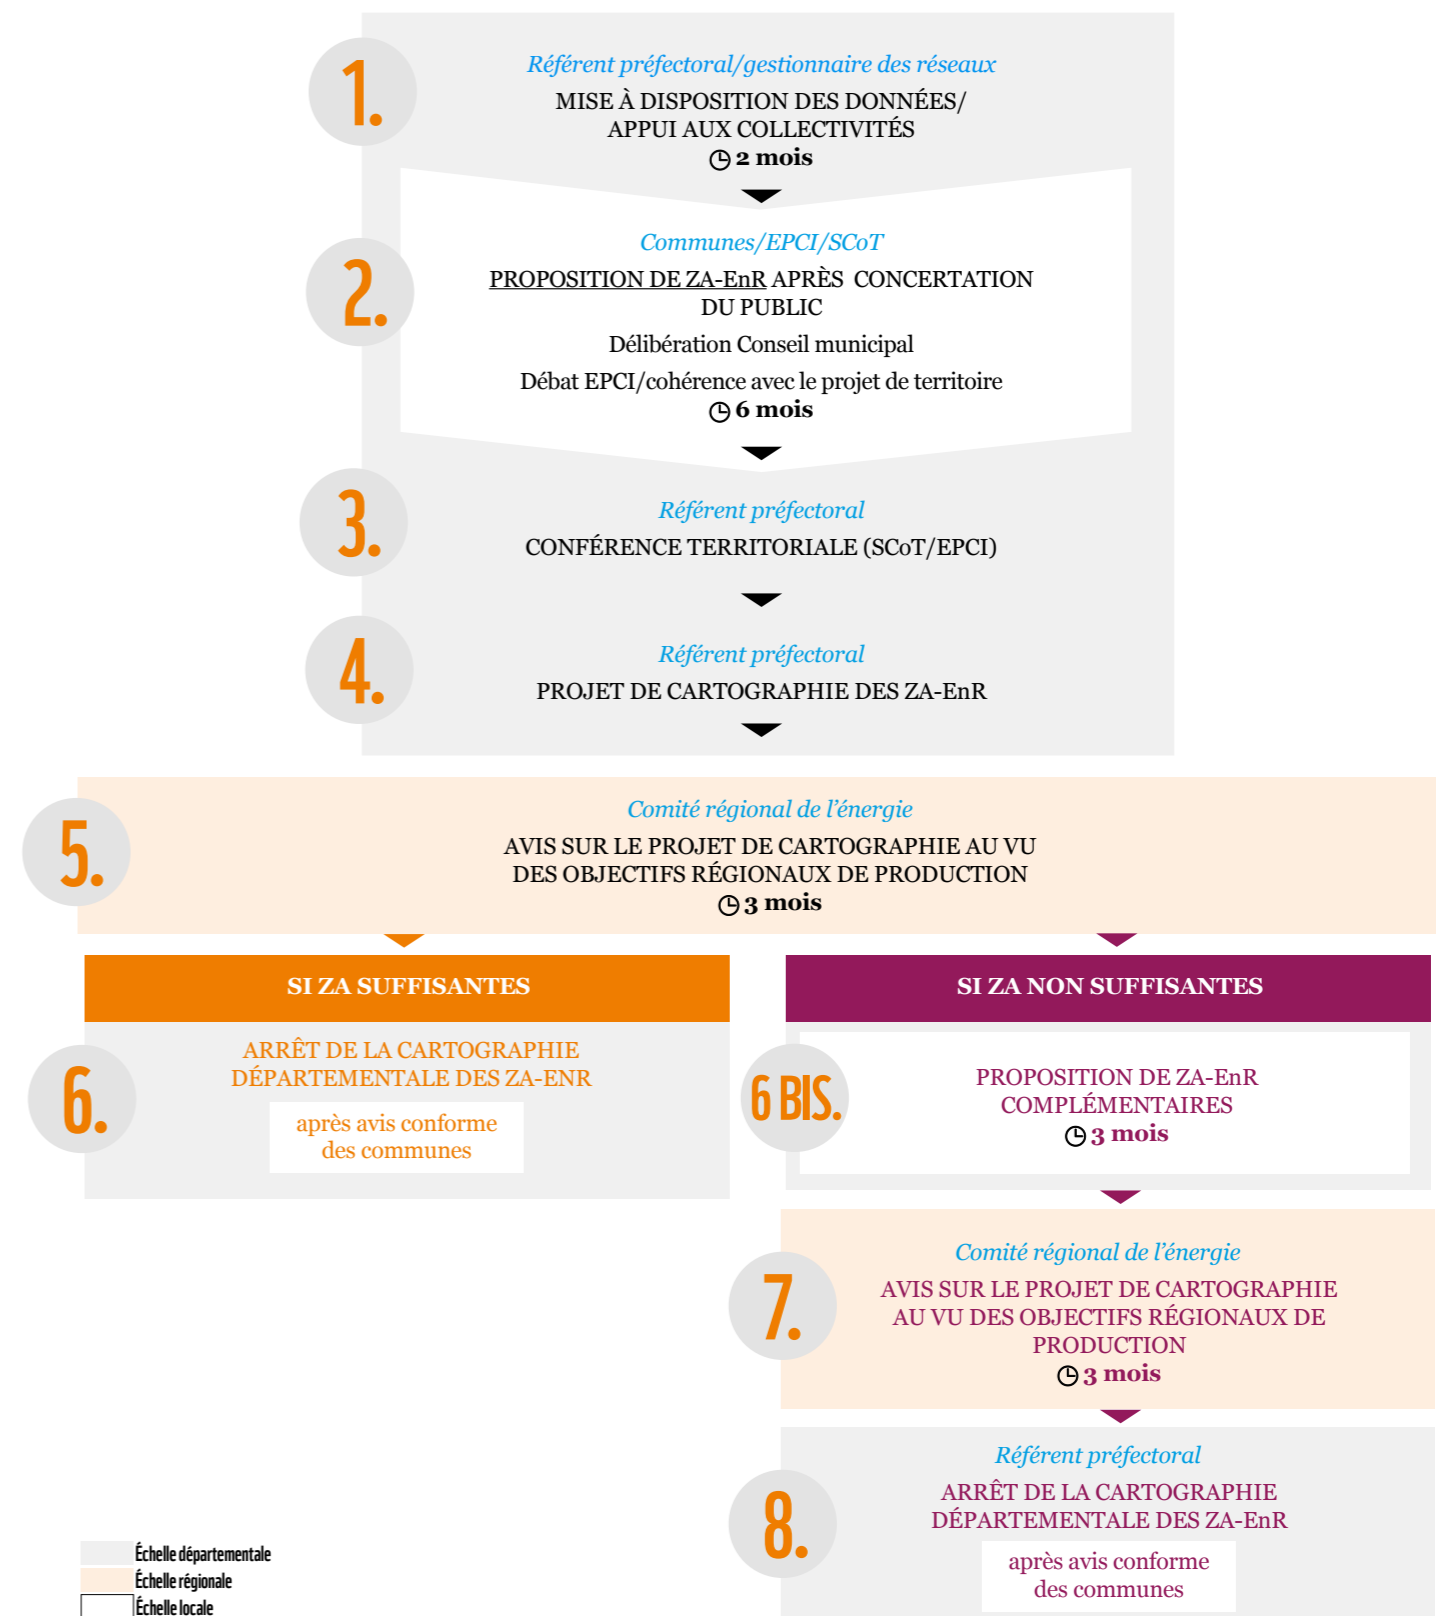 1.
Référent préfectoral/gestionnaire des réseaux
MISE À DISPOSITION DES DONNÉES/
APPUI AUX COLLECTIVITÉS
2 mois
2.
Communes/EPCI/SCoT
PROPOSITION DE ZA-EnR APRÈS CONCERTATION
DU PUBLIC
Délibération Conseil municipal
Débat EPCI/cohérence avec le projet de territoire
6 mois
3.
Référent préfectoral
CONFÉRENCE TERRITORIALE (SCoT/EPCI)
4.
Référent préfectoral
PROJET DE CARTOGRAPHIE DES ZA-EnR
5.
Comité régional de l’énergie
AVIS SUR LE PROJET DE CARTOGRAPHIE AU VU
DES OBJECTIFS RÉGIONAUX DE PRODUCTION
3 mois
SI ZA SUFFISANTES
6.
ARRÊT DE LA CARTOGRAPHIE
DÉPARTEMENTALE DES ZA-ENR
après avis conforme
des communes
SI ZA NON SUFFISANTES
6 BIS.
PROPOSITION DE ZA-EnR
COMPLÉMENTAIRES
3 mois
7.
Comité régional de l’énergie
AVIS SUR LE PROJET DE CARTOGRAPHIE
AU VU DES OBJECTIFS RÉGIONAUX DE
PRODUCTION
3 mois
8.
Référent préfectoral
ARRÊT DE LA CARTOGRAPHIE
DÉPARTEMENTALE DES ZA-EnR
après avis conforme
des communes
Échelle départementale
Échelle régionale
Échelle locale